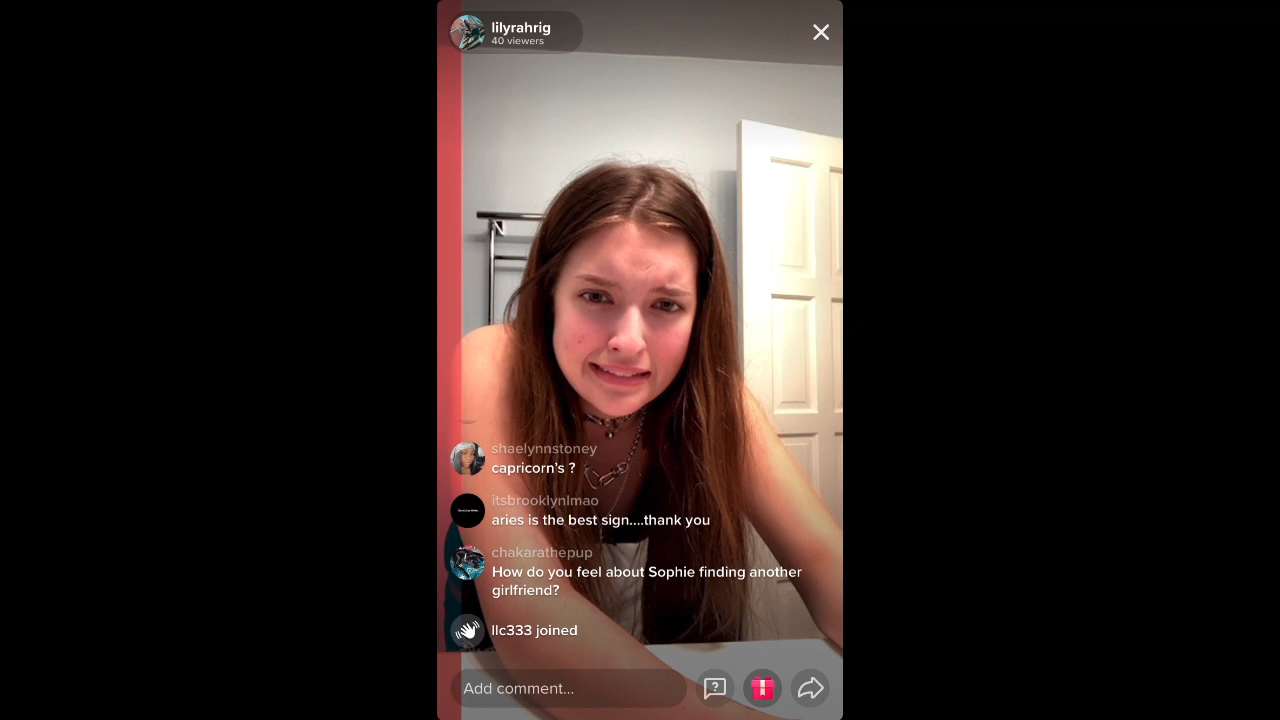 lilyrahrig
40 viewers
shaelynnstoney
capricorn's ?
itsbrooklynlmao
aries is the best sign....thank you
chakarathepup
How do you feel about Sophie finding another
girlfriend?
llc333 joined
Add comment...